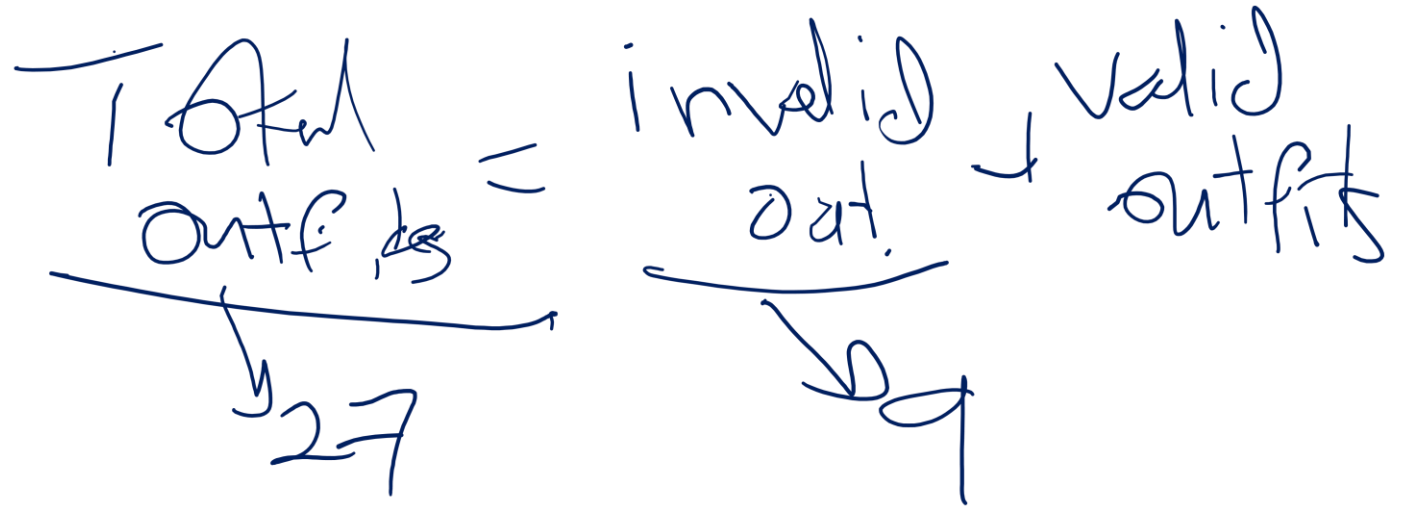 Total = invalid + valid
outfits out. outfits
27 9